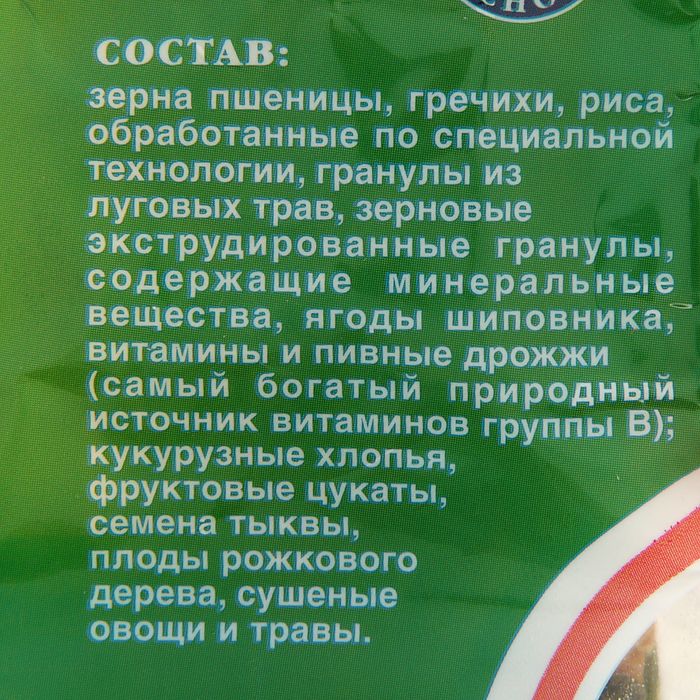 СОСТАВ:
зерна пшеницы, гречихи, риса,
обработанные по специальной
технологии, гранулы из
луговых трав, зерновые
экструдированные гранулы,
содержащие минеральные
вещества, ягоды шиповника,
витамины и пивные дрожжи
(самый богатый природный
источник витаминов группы В);
кукурузные хлопья,
фруктовые цукаты,
семена тыквы,
плоды рожкового
дерева, сушеные
овощи и травы.